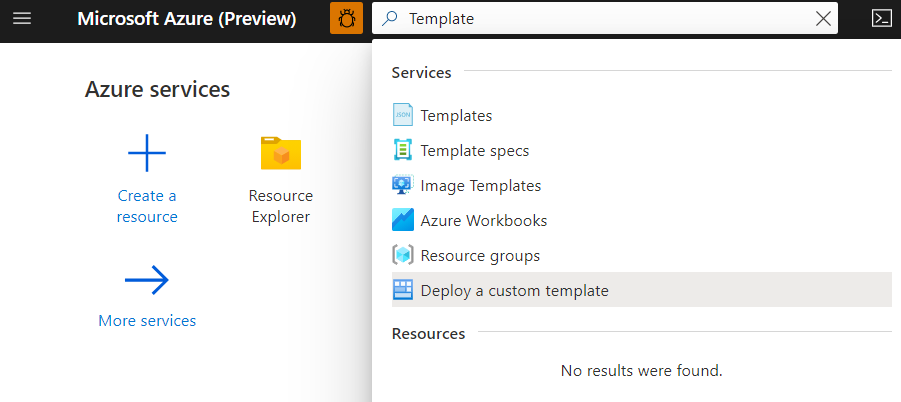 Microsoft Azure (Preview)
Template
Azure services
Create a
resource
Resource
Explorer
More services
Services
JSON
Templates
Template specs
Image Templates
Azure Workbooks
Resource groups
Deploy a custom template
Resources
No results were found.